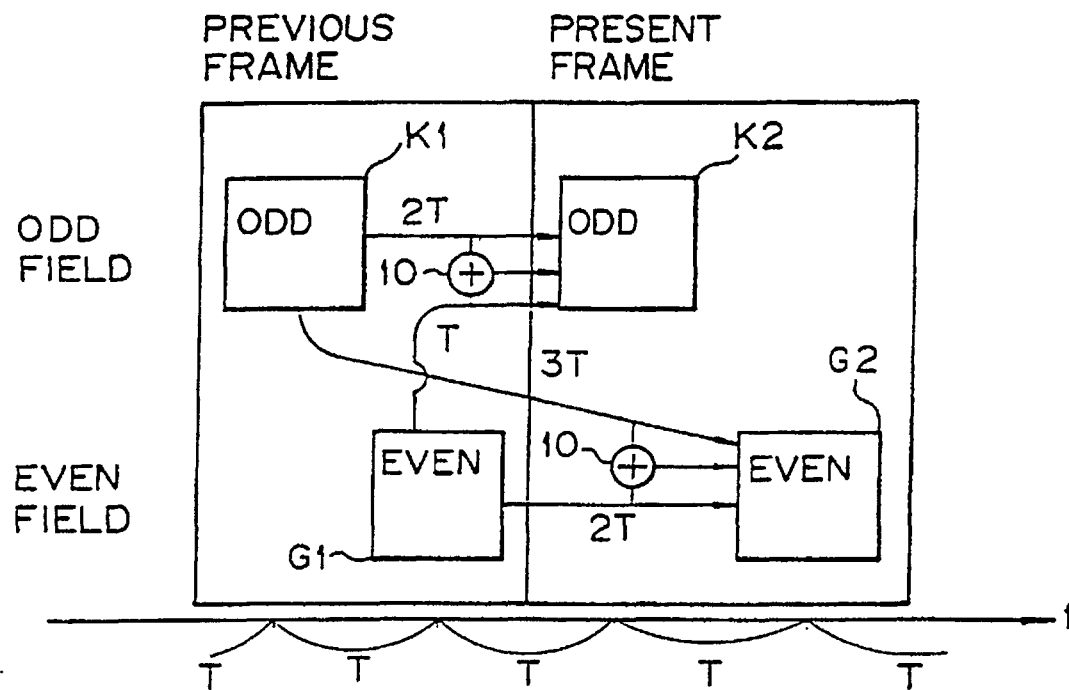 PREVIOUS
FRAME
PRESENT
FRAME
K1
K2
ODD
FIELD
ODD
2T
ODD
10
T
3T
G2
EVEN
FIELD
EVEN
10
EVEN
2T
G1
t
T
T
T
T
T